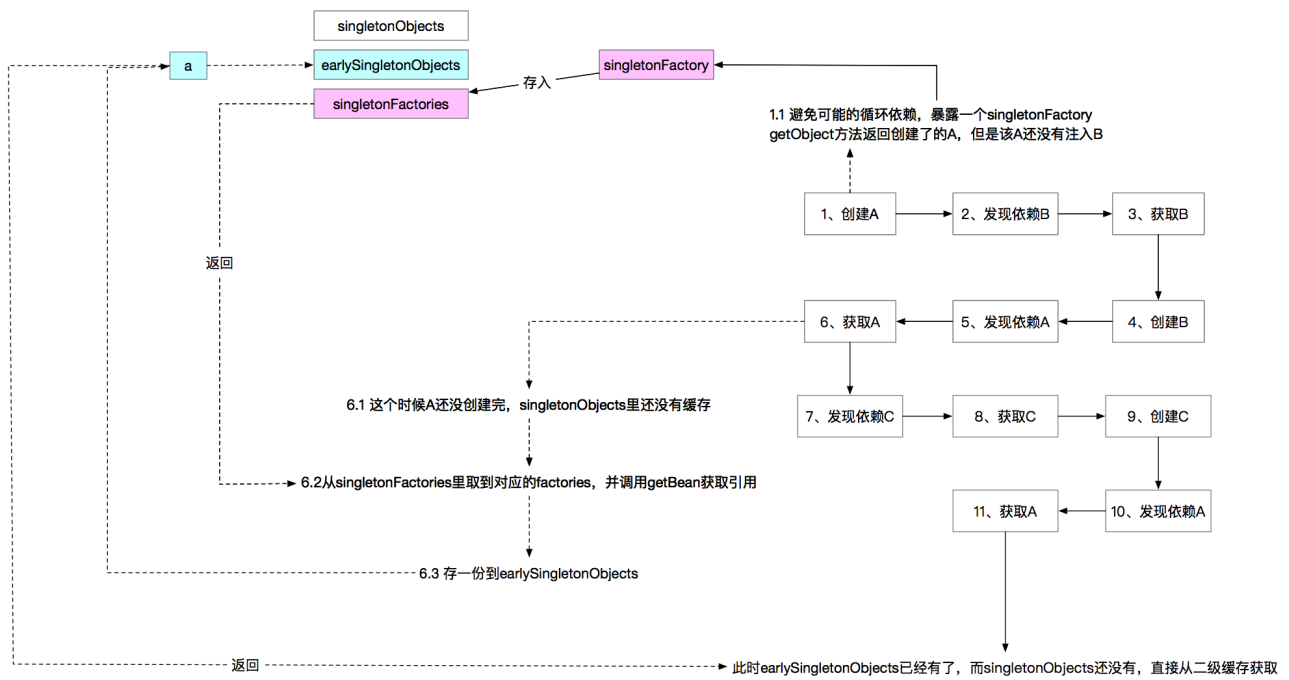 singletonObjects
a
earlySingletonObjects
singletonFactory
存入
singletonFactories
1.1 避免可能的循环依赖，暴露一个singletonFactory
getObject方法返回创建了的A，但是该A还没有注入B
1、创建A
2、发现依赖B
3、获取B
返回
6、获取A
5、发现依赖A
4、创建B
6.1 这个时候A还没创建完，singletonObjects里还没有缓存
7、发现依赖C
8、获取C
9、创建C
6.2从singletonFactories里取到对应的factories，并调用getBean获取引用
11、获取A
10、发现依赖A
6.3 存一份到earlySingletonObjects
返回
此时earlySingletonObjects已经有了，而singletonObjects还没有，直接从二级缓存获取